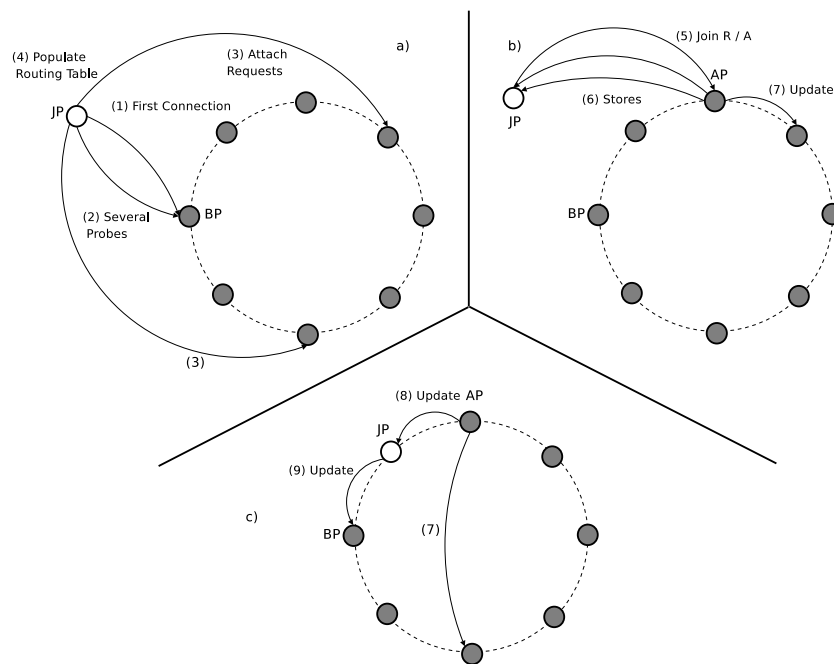 a)
(4) Populate
Routing Table
(3) Attach
Requests
JP
(1) First Connection
(2) Several
Probes
BP
(3)
b)
(5) Join R / A
AP
(7) Update
(6) Stores
JP
BP
c)
(8) Update AP
JP
(9) Update
BP
(7)